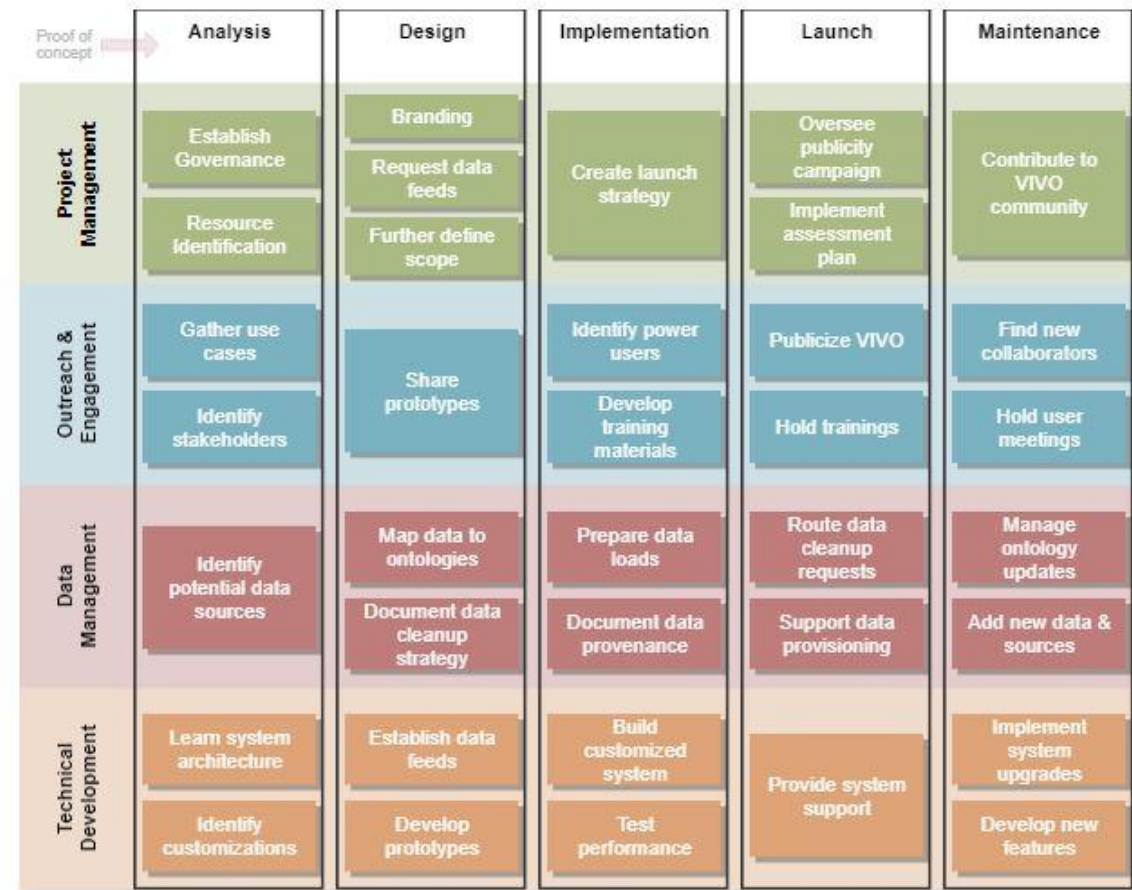 Proof of
concept
Analysis
Design
Implementation
Launch
Maintenance
Project
Management
Establish
Governance
Resource
Identification
Branding
Request data
feeds
Further define
scope
Create launch
strategy
Oversee
publicity
campaign
Implement
assessment
plan
Contribute to
VIVO
community
Outreach &
Engagement
Gather use
cases
Identify
stakeholders
Share
prototypes
Identify power
users
Develop
training
materials
Publicize VIVO
Hold trainings
Find new
collaborators
Hold user
meetings
Data
Management
Identify
potential data
sources
Map data to
ontologies
Document data
cleanup
strategy
Prepare data
loads
Document data
provenance
Route data
cleanup
requests
Support data
provisioning
Manage
ontology
updates
Add new data &
sources
Technical
Development
Learn system
architecture
Identify
customizations
Establish data
feeds
Develop
prototypes
Build
customized
system
Test
performance
Provide system
support
Implement
system
upgrades
Develop new
features